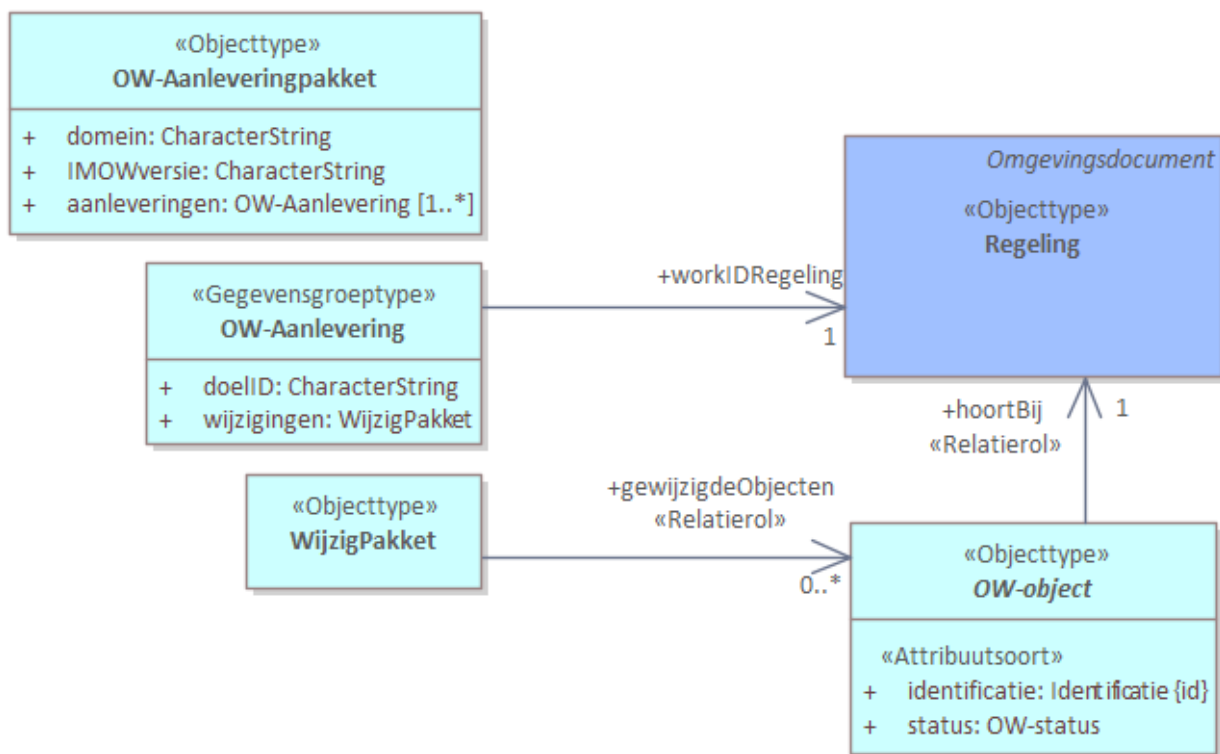 «Objecttype»
OW-Aanleveringpakket
+ domein: CharacterString
+ IMOWversie: CharacterString
+ aanleveringen: OW-Aanlevering [1..*]
Omgevingsdocument
«Objecttype»
Regeling
+workIDRegeling
1
«Gegevensgroeptype»
OW-Aanlevering
+ doelID: CharacterString
+ wijzigingen: WijzigPakket
+hoortBij
«Relatierol»
1
«Objecttype»
WijzigPakket
+gewijzigdeObjecten
«Relatierol»
0..*
«Objecttype»
OW-object
«Attribuutsoort»
+ identificatie: Identificatie {id}
+ status: OW-status